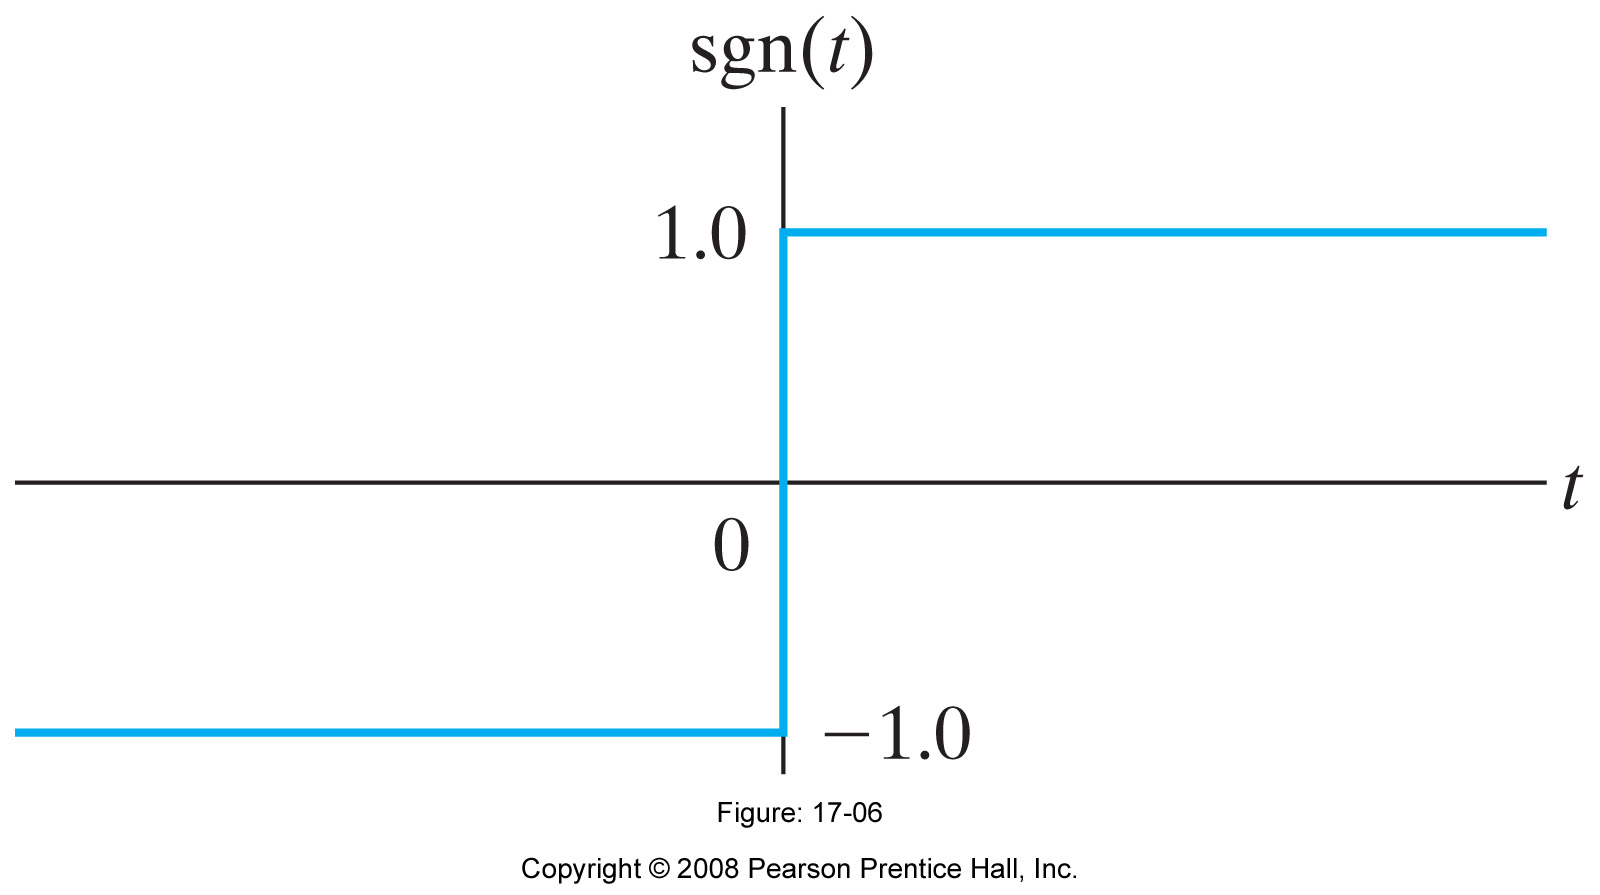 sgn(t)
1.0
t
0
−1.0
Figure: 17-06
Copyright © 2008 Pearson Prentice Hall, Inc.